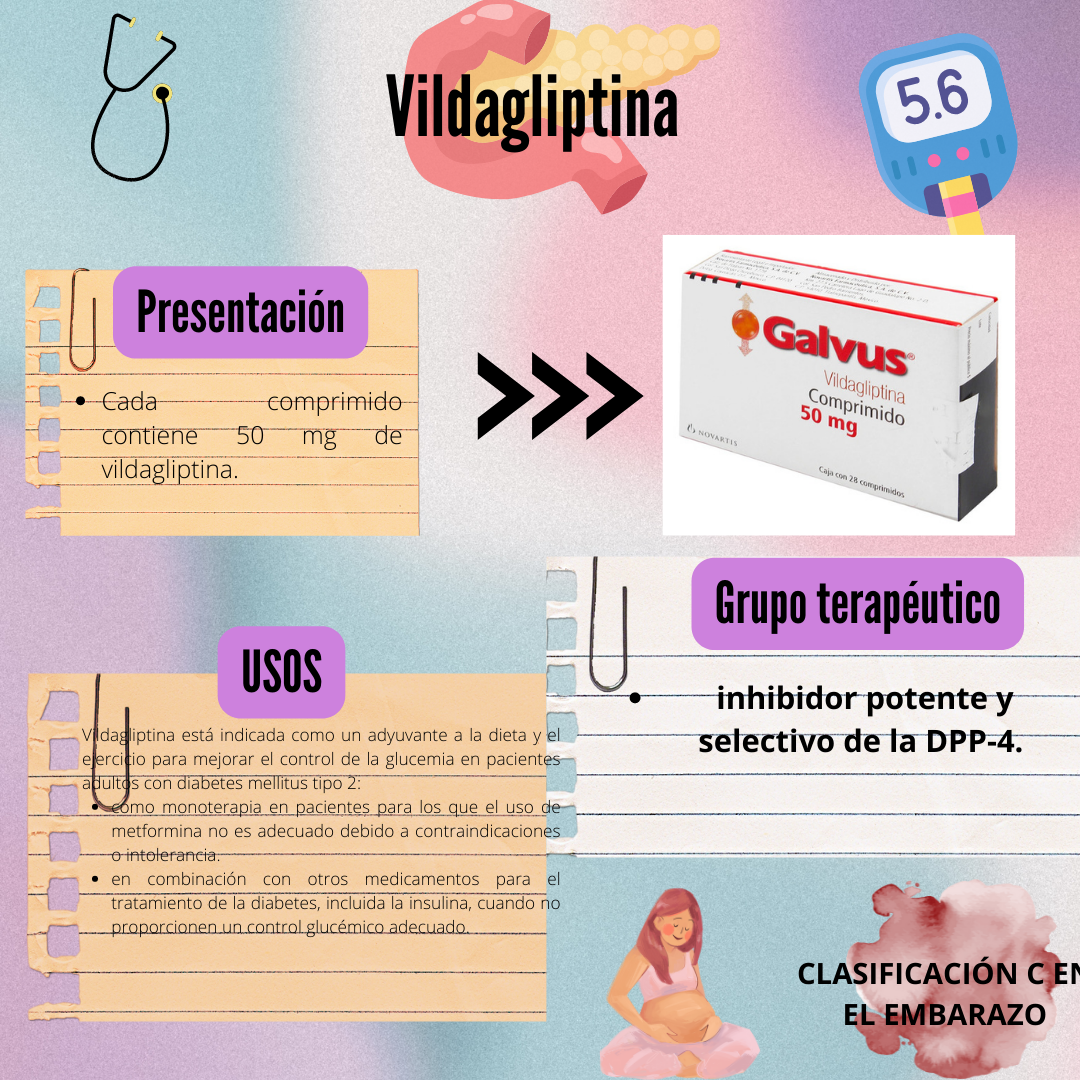 Vildagliptina
5.6
Presentación
Cada comprimido
contiene 50 mg de
vildagliptina.
Galvus®
Vildagliptina
Comprimido
50 mg
NOVARTIS
Caja con 28 comprimidos
Grupo terapéutico
inhibidor potente y
selectivo de la DPP-4.
USOS
Vildagliptina está indicada como un adyuvante a la dieta y el
ejercicio para mejorar el control de la glucemia en pacientes
adultos con diabetes mellitus tipo 2:
como monoterapia en pacientes para los que el uso de
metformina no es adecuado debido a contraindicaciones
o intolerancia.
en combinación con otros medicamentos para el
tratamiento de la diabetes, incluida la insulina, cuando no
proporcionen un control glucémico adecuado.
CLASIFICACIÓN C EN
EL EMBARAZO